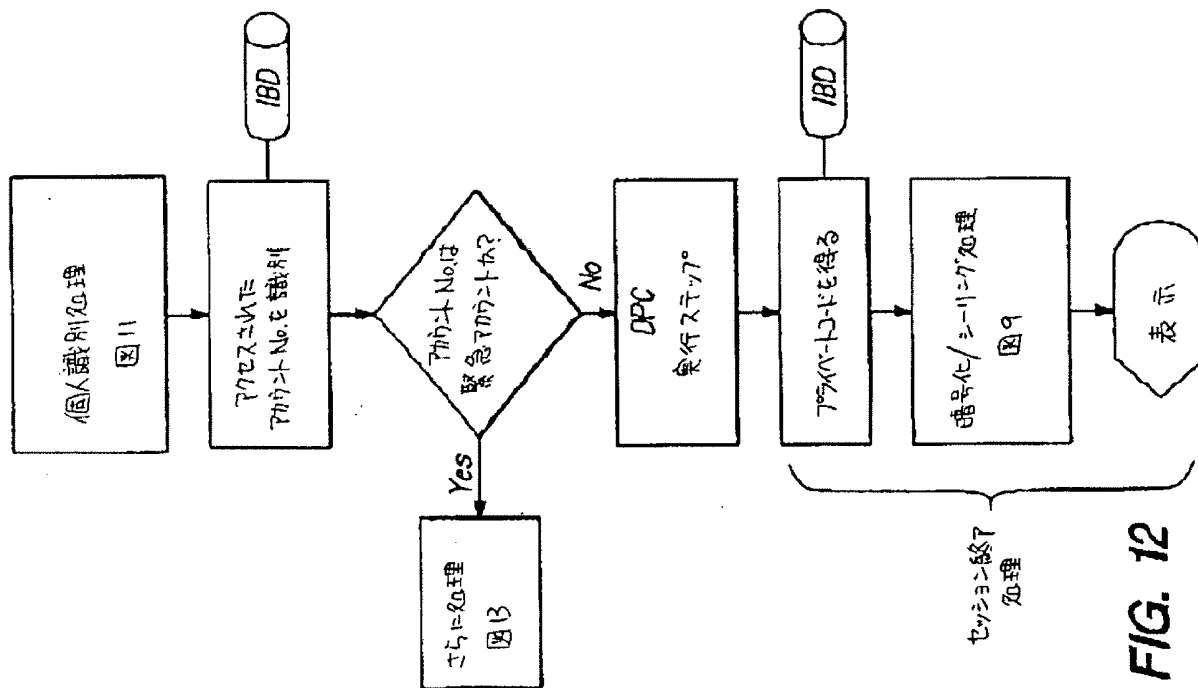 個人識別処理
図11
アクセスされた
アカウントNo.を識別
IBD
アカウントNo.は
緊急アカウントか?
Yes
さらに処理
図13
No
DPC
実行ステップ
プライベートコードを得る
IBD
暗号化/シーリング処理
図9
表示
セッション終了
処理
FIG. 12